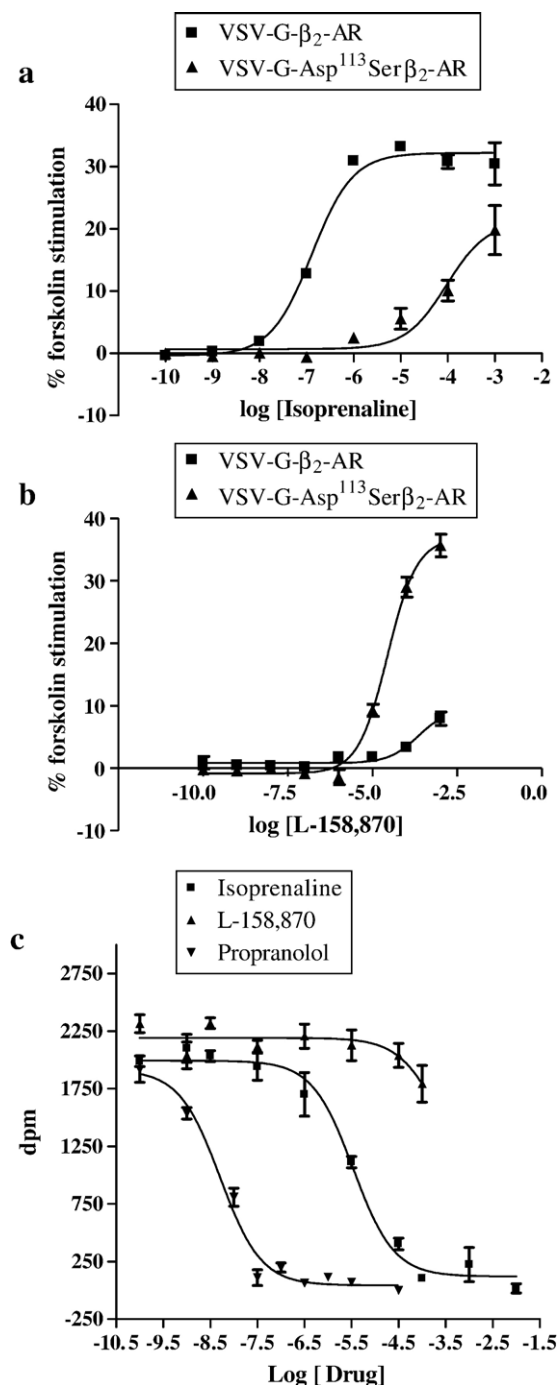 a
VSV-G-β₂-AR
VSV-G-Asp¹¹³Serβ₂-AR
% forskolin stimulation
40
30
20
10
0
-10
-10 -9 -8 -7 -6 -5 -4 -3 -2
log [Isoprenaline]
b
VSV-G-β₂-AR
VSV-G-Asp¹¹³Serβ₂-AR
% forskolin stimulation
40
30
20
10
0
-10
-10.0 -7.5 -5.0 -2.5 0.0
log [L-158,870]
c
Isoprenaline
L-158,870
Propranolol
dpm
2750
2250
1750
1250
750
250
-250
-10.5 -9.5 -8.5 -7.5 -6.5 -5.5 -4.5 -3.5 -2.5 -1.5
Log [ Drug]